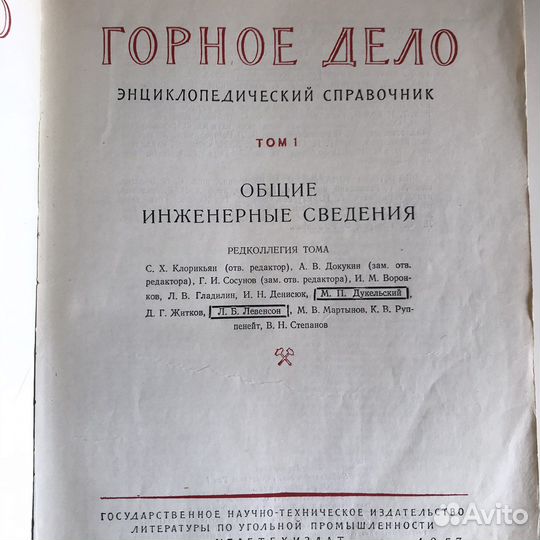 ГОРНОЕ ДЕЛО
ЭНЦИКЛОПЕДИЧЕСКИЙ СПРАВОЧНИК
ТОМ 1
ОБЩИЕ
ИНЖЕНЕРНЫЕ СВЕДЕНИЯ
РЕДКОЛЛЕГИЯ ТОМА
С. Х. Клорикьян (отв. редактор), А. В. Докукин (зам. отв.
редактора), Г. И. Сосунов (зам. отв. редактора), И. М. Ворон-
ков, Л. В. Гладилин, И. Н. Денисюк, М. П. Дукельский,
Д. Г. Житков, Л. Б. Левенсон, М. В. Мартынов, К. В. Руп-
пенейт, В. Н. Степанов
ГОСУДАРСТВЕННОЕ НАУЧНО-ТЕХНИЧЕСКОЕ ИЗДАТЕЛЬСТВО
ЛИТЕРАТУРЫ ПО УГОЛЬНОЙ ПРОМЫШЛЕННОСТИ
Avito